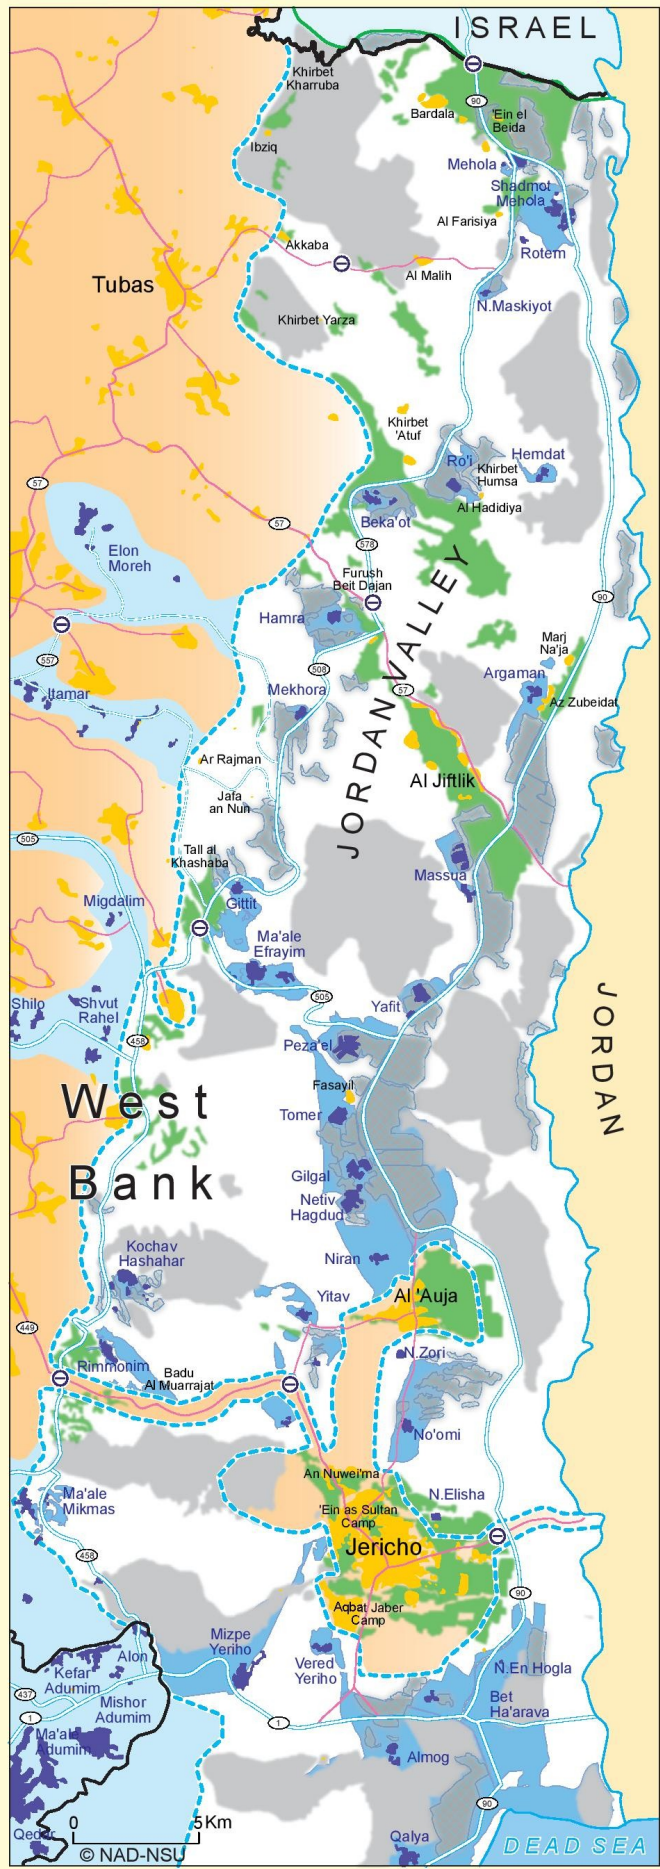 ISRAEL
Khirbet
Kharruba
90
Bardala
'Ein el
Beida
Ibziq
Mehola
Shadmot
Mehola
Al Farisiya
Akkaba
Rotem
Al Malih
Tubas
N.Maskiyot
Khirbet Yarza
Khirbet
'Atuf
Ro'i
Khirbet
Humsa
Hemdat
57
Al Hadidiya
Beka'ot
57
Elon
Moreh
578
Furush
Beit Dajan
90
Hamra
Marj
Na'ja
557
508
Argaman
Itamar
Mekhora
57
Az Zubeidat
JORDAN VALLEY
Ar Rajman
Al Jiftlik
Jafa
an Nun
505
Tall al
Khashaba
Massua
Migdalim
Gittit
Ma'ale
Efrayim
Shilo
Shvut
Rahel
505
Yafit
JORDAN
458
Peza'el
West
Bank
Fasayil
Tomer
Gilgal
Netiv
Hagdud
Kochav
Hashahar
Niran
Yitav
Al 'Auja
449
Rimmonim
Badu
Al Muarrajat
N.Zori
No'omi
An Nuwei'ma
Ma'ale
Mikmas
'Ein as Sultan
Camp
N.Elisha
Jericho
458
90
Aqbat Jaber
Camp
Mizpe
Yeriho
Alon
Kefar
Adumim
Vered
Yeriho
N.En Hogla
437
Mishor
Adumim
Bet
Ha'arava
1
1
Ma'ale
Adumim
Almog
90
0
5Km
Qedar
© NAD-NSU
Qalya
DEAD SEA